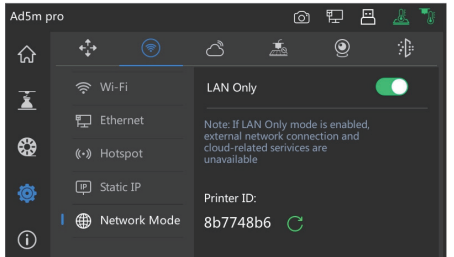 Ad5m pro
Wi-Fi
Ethernet
Hotspot
IP
Static IP
Network Mode
LAN Only
Note: If LAN Only mode is enabled,
external network connection and
cloud-related serivices are
unavailable
Printer ID:
8b7748b6